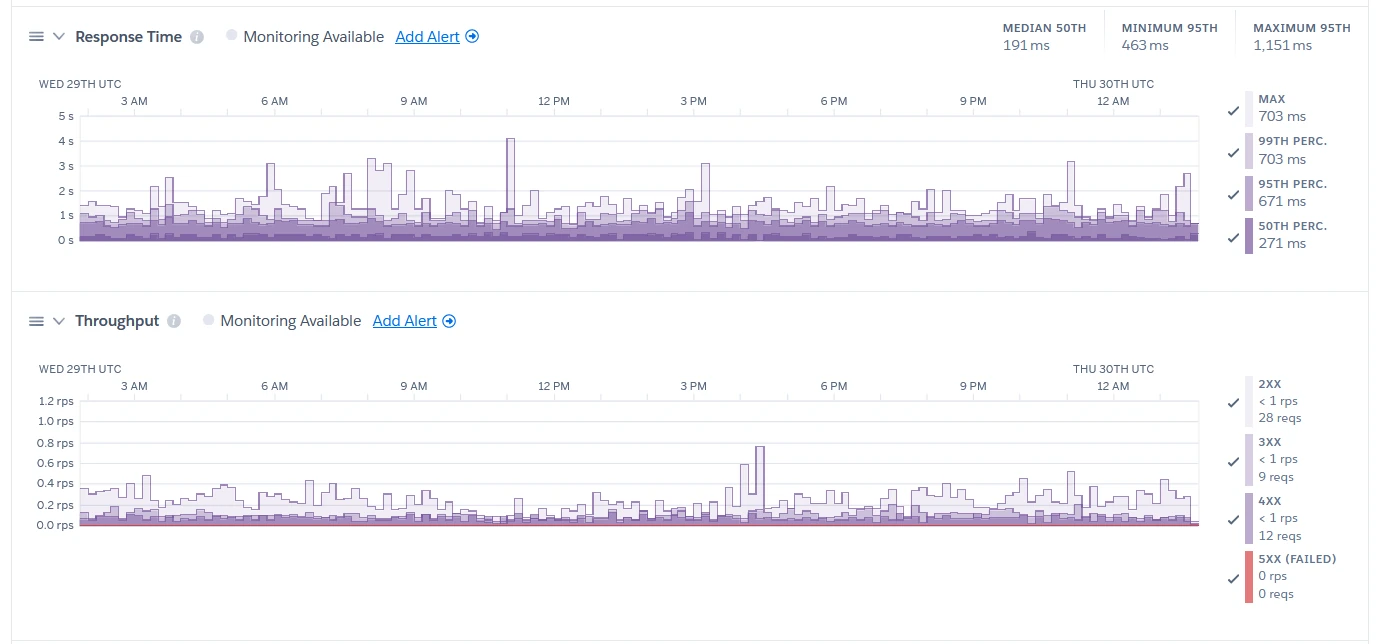 Response Time i Monitoring Available Add Alert
MEDIAN 50TH MINIMUM 95TH MAXIMUM 95TH
191 ms 463 ms 1,151 ms
WED 29TH UTC THU 30TH UTC
3 AM 6 AM 9 AM 12 PM 3 PM 6 PM 9 PM 12 AM
5 s
4 s
3 s
2 s
1 s
0 s
MAX
703 ms
99TH PERC.
703 ms
95TH PERC.
671 ms
50TH PERC.
271 ms
Throughput i Monitoring Available Add Alert
WED 29TH UTC THU 30TH UTC
3 AM 6 AM 9 AM 12 PM 3 PM 6 PM 9 PM 12 AM
1.2 rps
1.0 rps
0.8 rps
0.6 rps
0.4 rps
0.2 rps
0.0 rps
2XX
< 1 rps
28 reqs
3XX
< 1 rps
9 reqs
4XX
< 1 rps
12 reqs
5XX (FAILED)
0 rps
0 reqs